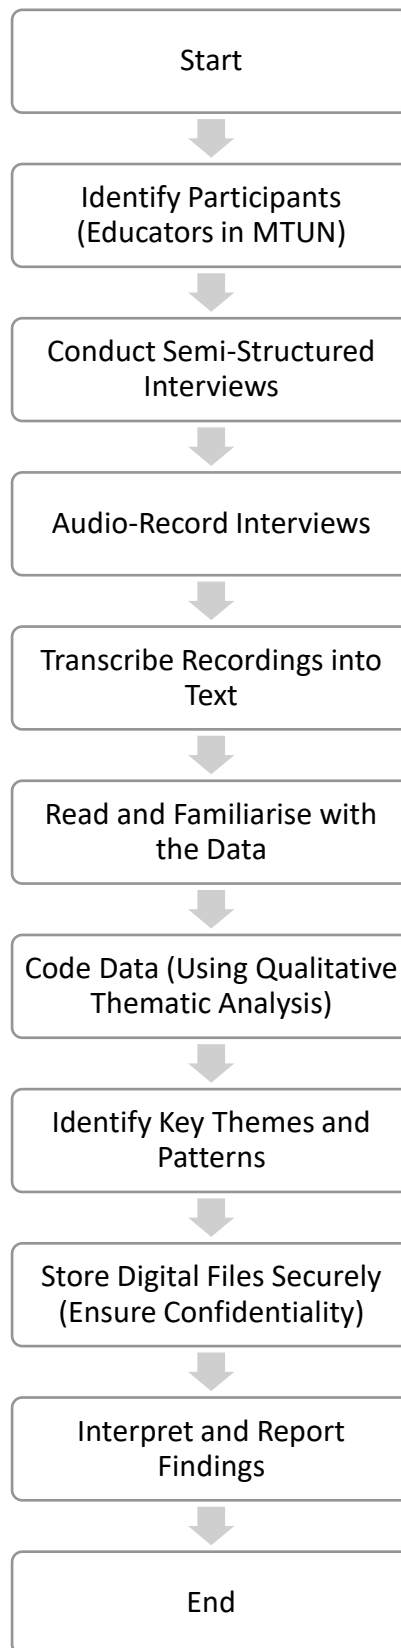 Start
Identify Participants
(Educators in MTUN)
Conduct Semi-Structured
Interviews
Audio-Record Interviews
Transcribe Recordings into
Text
Read and Familiarise with
the Data
Code Data (Using Qualitative
Thematic Analysis)
Identify Key Themes and
Patterns
Store Digital Files Securely
(Ensure Confidentiality)
Interpret and Report
Findings
End